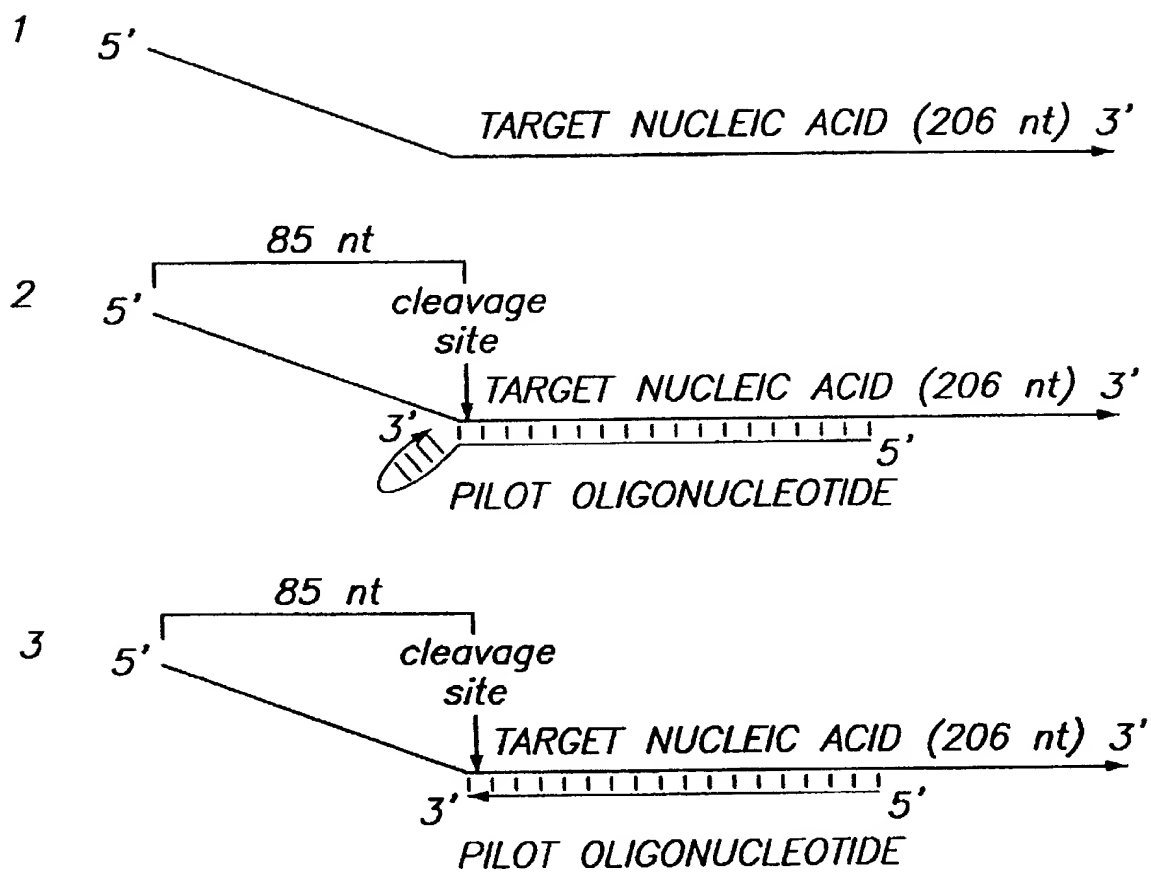 1
5'
TARGET NUCLEIC ACID (206 nt) 3'
85 nt
2
5'
cleavage
site
TARGET NUCLEIC ACID (206 nt) 3'
3'
5'
PILOT OLIGONUCLEOTIDE
85 nt
3
5'
cleavage
site
TARGET NUCLEIC ACID (206 nt) 3'
3'
5'
PILOT OLIGONUCLEOTIDE